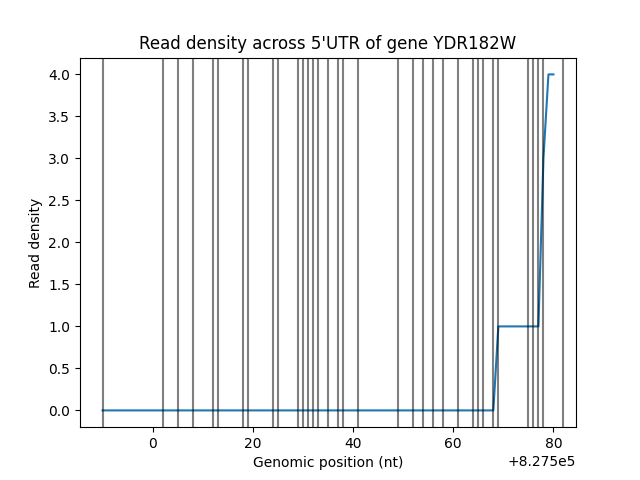 Read density across 5'UTR of gene YDR182W
4.0
3.5
3.0
2.5
2.0
1.5
1.0
0.5
0.0
Read density
0 20 40 60 80
Genomic position (nt)
+8.275e5